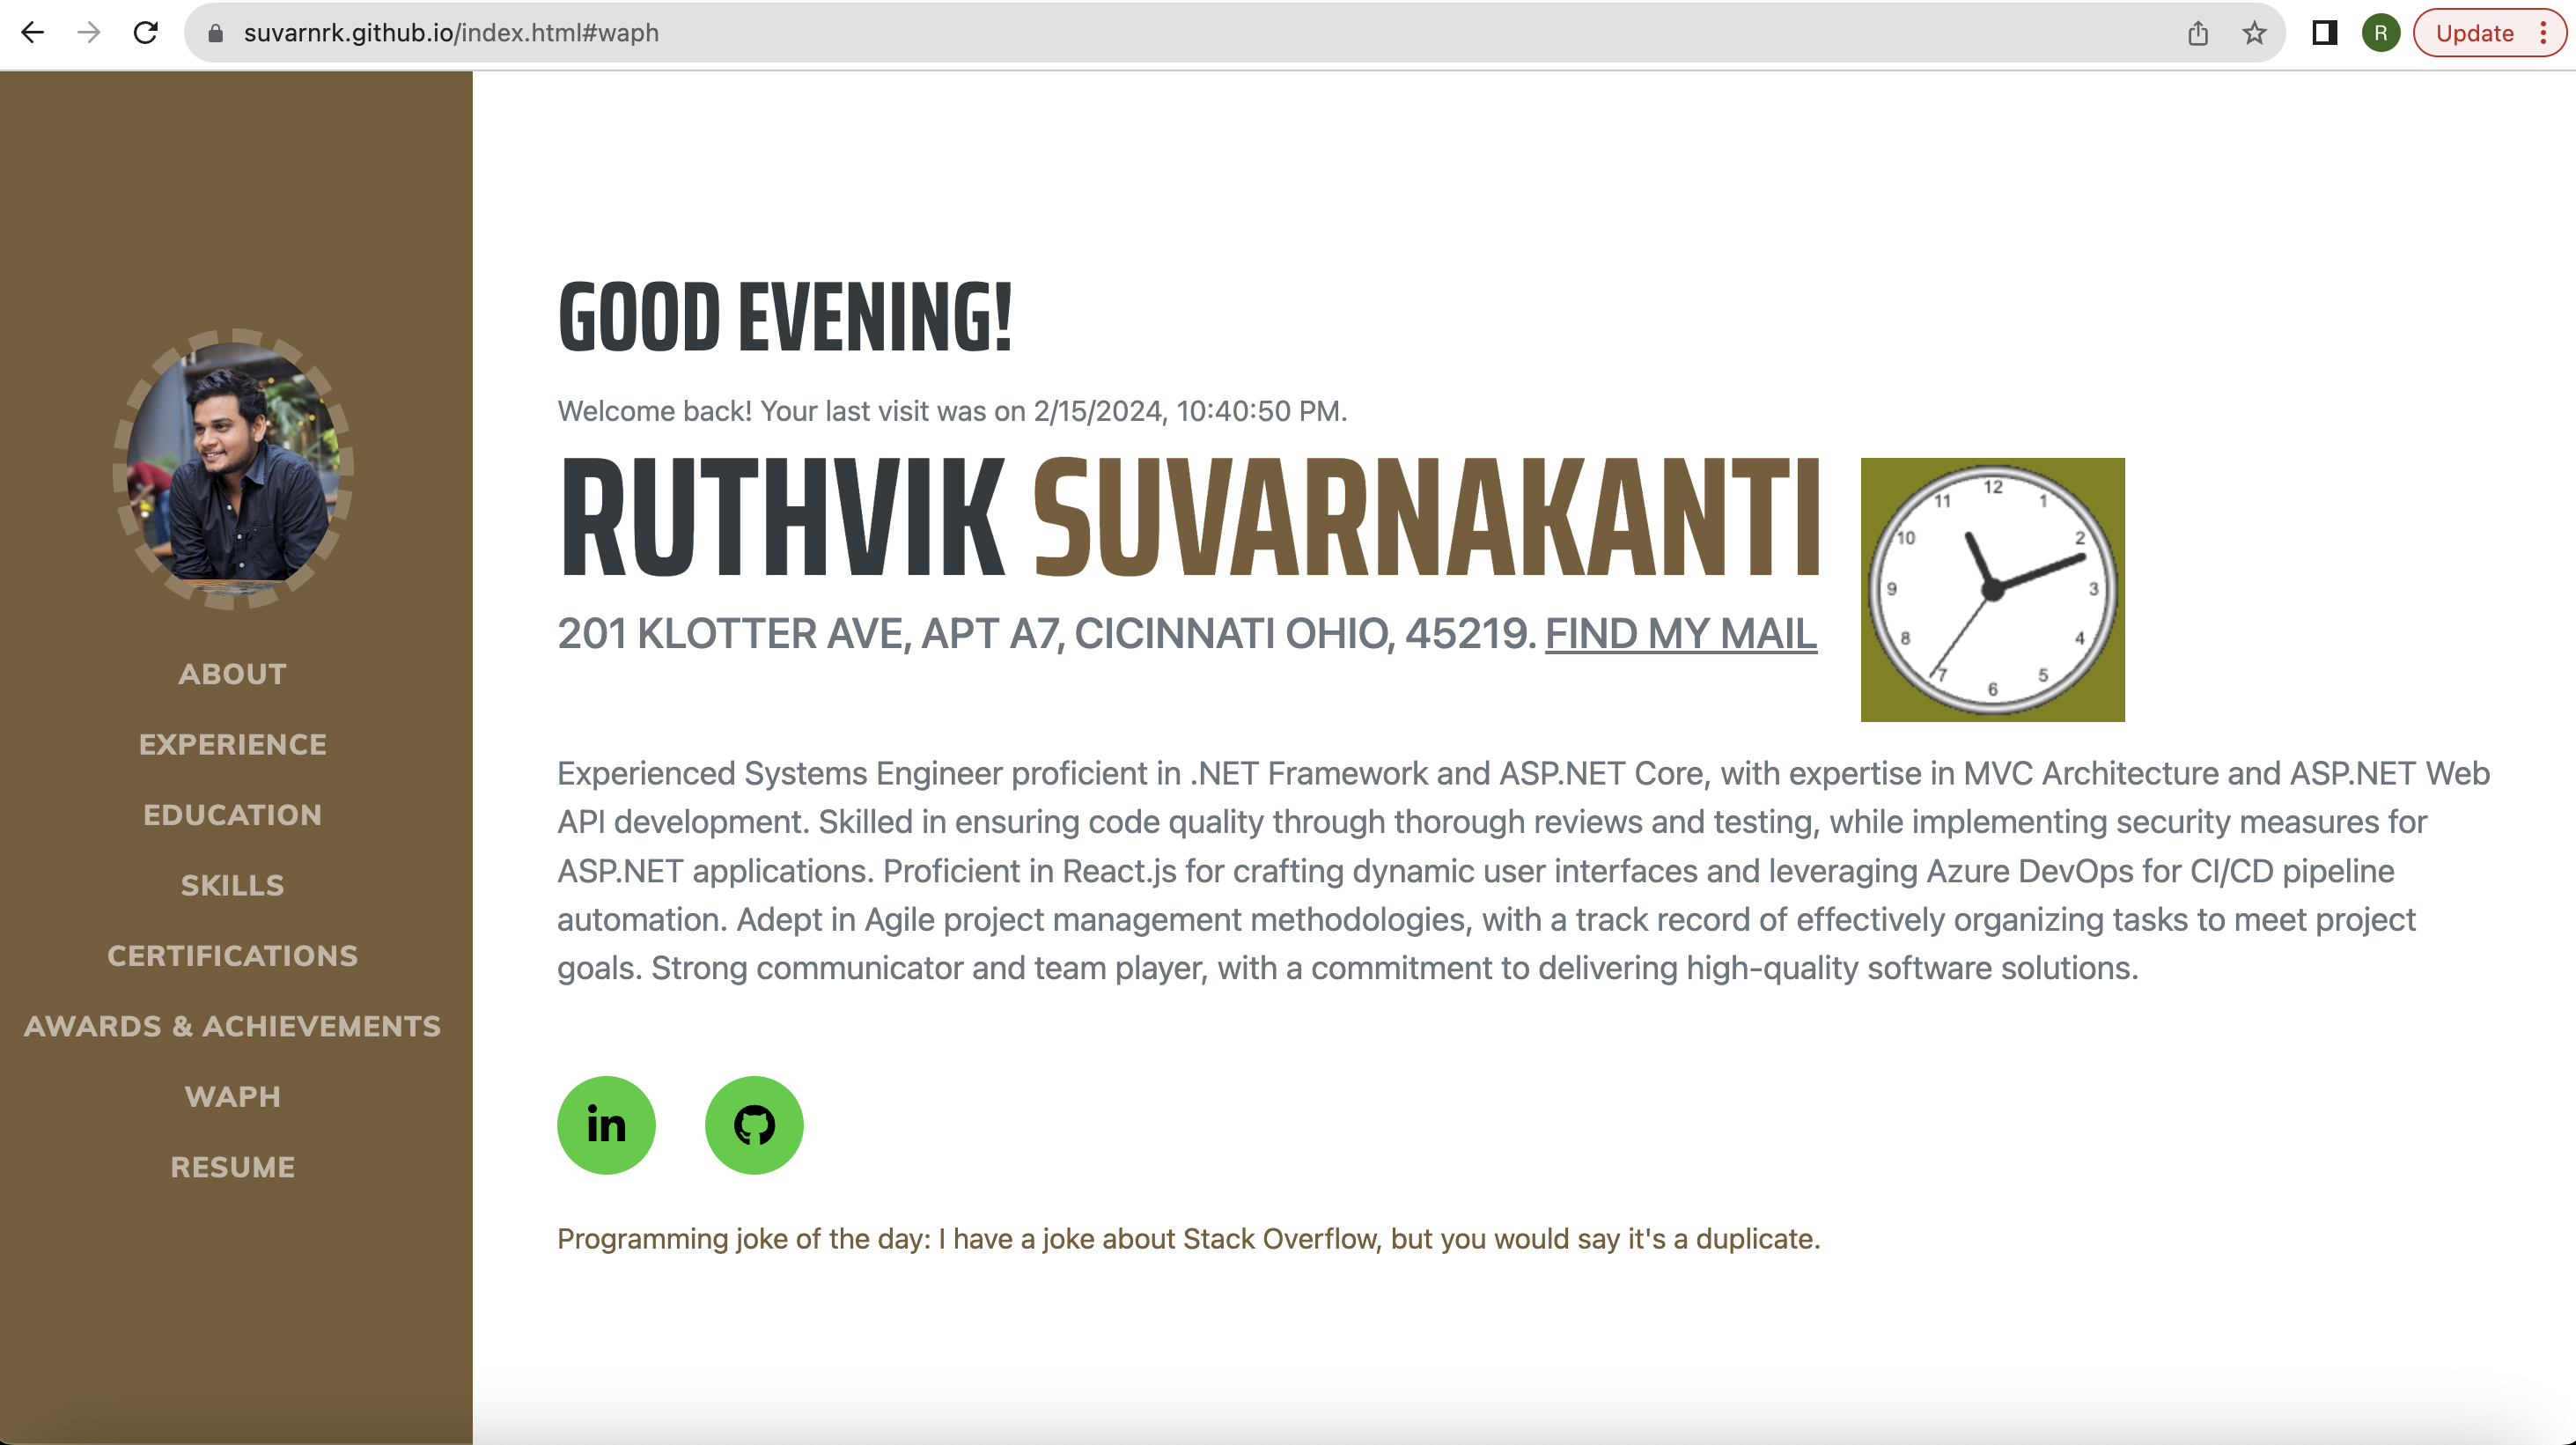 suvarnrk.github.io/index.html#waph
R
Update
GOOD EVENING!
Welcome back! Your last visit was on 2/15/2024, 10:40:50 PM.
RUTHVIK SUVARNAKANTI
201 KLOTTER AVE, APT A7, CICINNATI OHIO, 45219. FIND MY MAIL
12
1
2
3
4
5
6
7
8
9
10
11
ABOUT
EXPERIENCE
EDUCATION
SKILLS
CERTIFICATIONS
AWARDS & ACHIEVEMENTS
WAPH
RESUME
Experienced Systems Engineer proficient in .NET Framework and ASP.NET Core, with expertise in MVC Architecture and ASP.NET Web
API development. Skilled in ensuring code quality through thorough reviews and testing, while implementing security measures for
ASP.NET applications. Proficient in React.js for crafting dynamic user interfaces and leveraging Azure DevOps for CI/CD pipeline
automation. Adept in Agile project management methodologies, with a track record of effectively organizing tasks to meet project
goals. Strong communicator and team player, with a commitment to delivering high-quality software solutions.
in
Programming joke of the day: I have a joke about Stack Overflow, but you would say it's a duplicate.